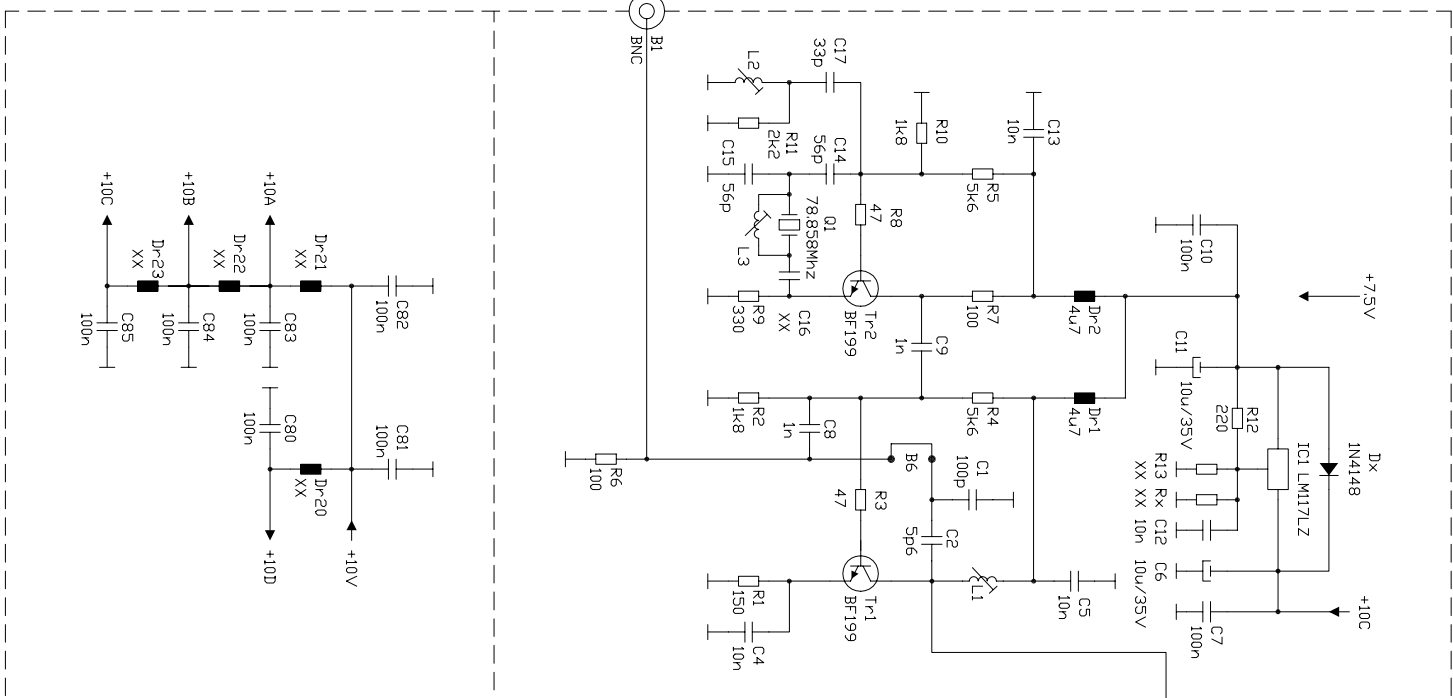 B1
BNC
C17
33p
L2
R11
2k2
C14
56p
C15
56p
R10
1k8
C13
10n
R5
5k6
R8
47
Q1
78.858Mhz
L3
C16
XX
R9
330
Tr2
BF199
R7
100
Dr2
4u7
C9
1n
C10
100n
+7.5V
C11
10u/35V
R12
220
Dx
1N4148
IC1 LM117LZ
R13
XX
Rx
XX
C12
10n
C6
10u/35V
C7
100n
+10C
Dr1
4u7
R4
5k6
R2
1k8
C8
1n
R6
100
B6
C1
100p
R3
47
C2
5p6
Tr1
BF199
L1
C5
10n
R1
150
C4
10n
+10C
+10B
+10A
Dr23
XX
Dr22
XX
Dr21
XX
C82
100n
C85
100n
C84
100n
C83
100n
C80
100n
C81
100n
Dr20
XX
+10D
+10V